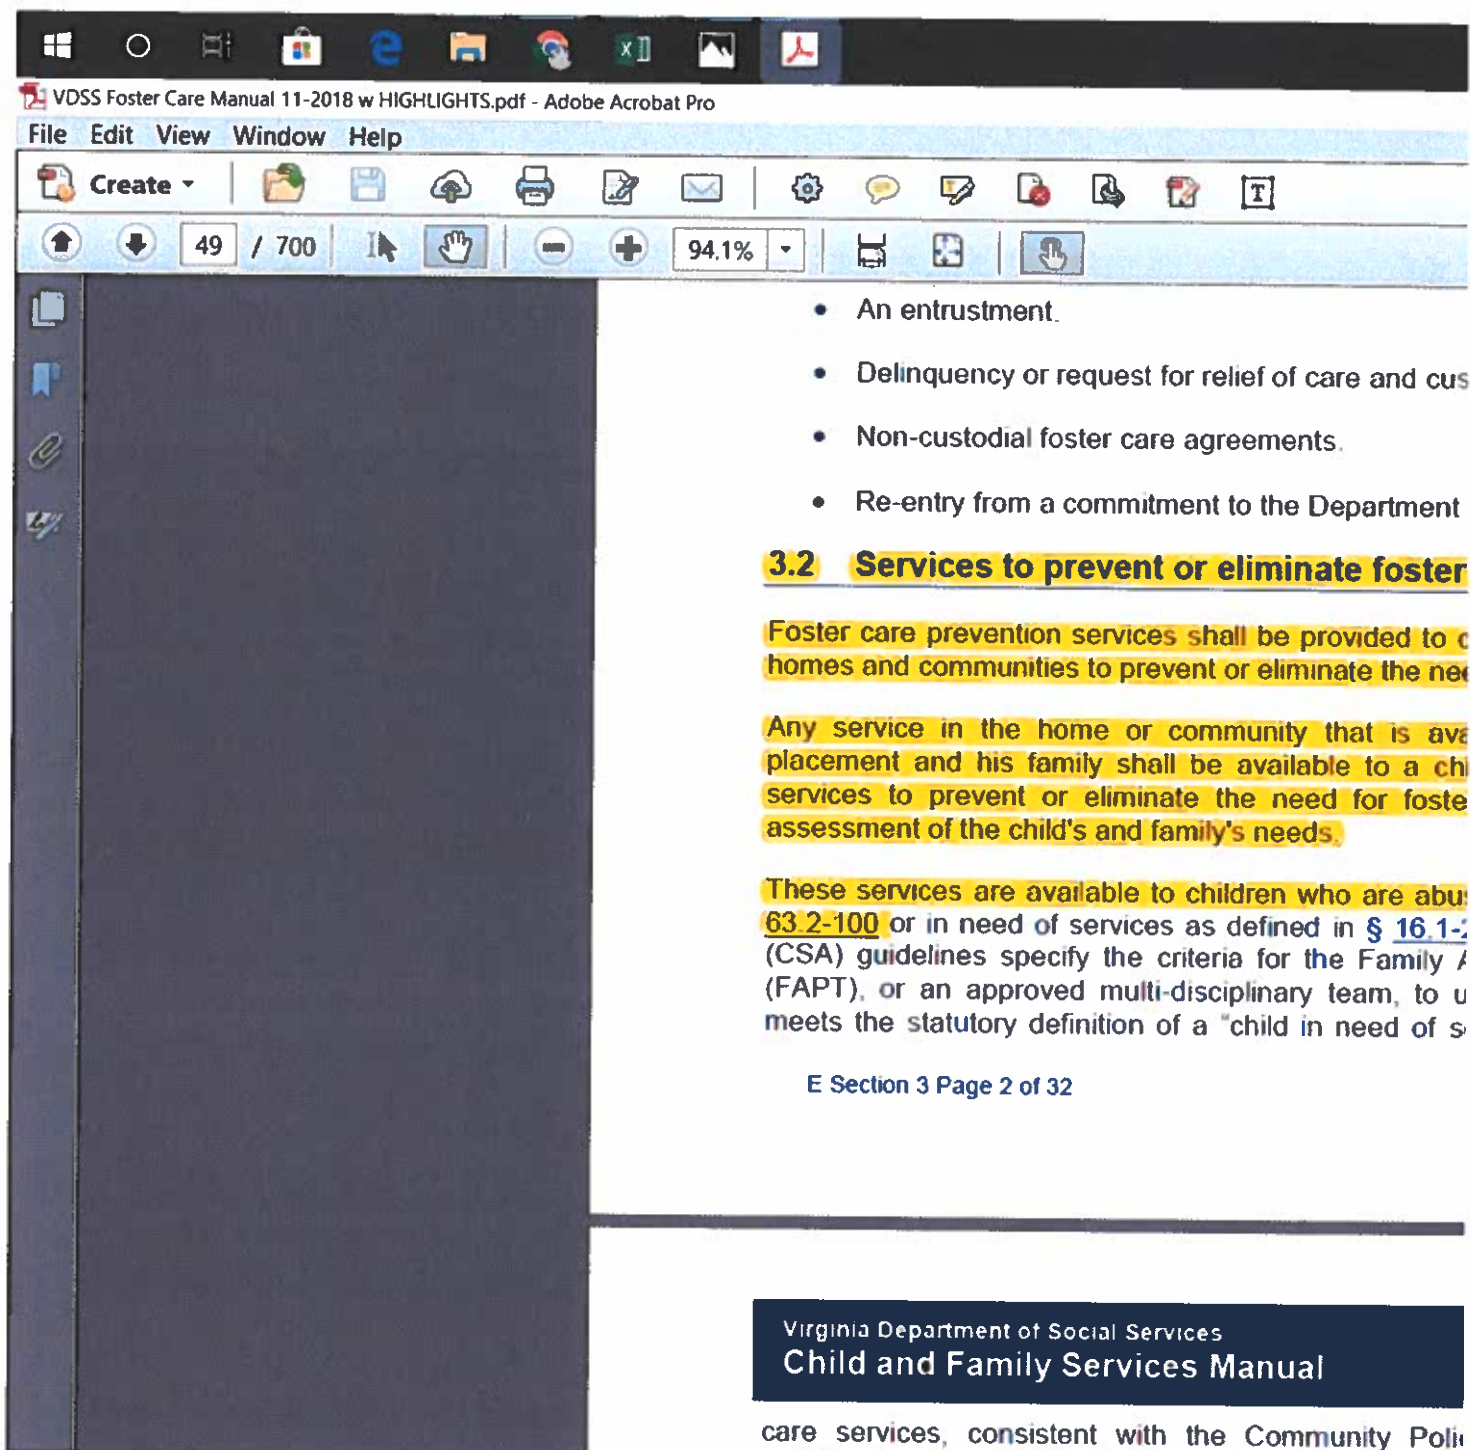 VDSS Foster Care Manual 11-2018 w HIGHLIGHTS.pdf - Adobe Acrobat Pro
File Edit View Window Help
Create
49 / 700 94.1%
• An entrustment.
• Delinquency or request for relief of care and cus
• Non-custodial foster care agreements.
• Re-entry from a commitment to the Department
3.2 Services to prevent or eliminate foster
Foster care prevention services shall be provided to c
homes and communities to prevent or eliminate the nee
Any service in the home or community that is ava
placement and his family shall be available to a chi
services to prevent or eliminate the need for foste
assessment of the child's and family's needs.
These services are available to children who are abu
63.2-100 or in need of services as defined in § 16.1-2
(CSA) guidelines specify the criteria for the Family A
(FAPT), or an approved multi-disciplinary team, to u
meets the statutory definition of a "child in need of s
E Section 3 Page 2 of 32
Virginia Department of Social Services
Child and Family Services Manual
care services, consistent with the Community Poli